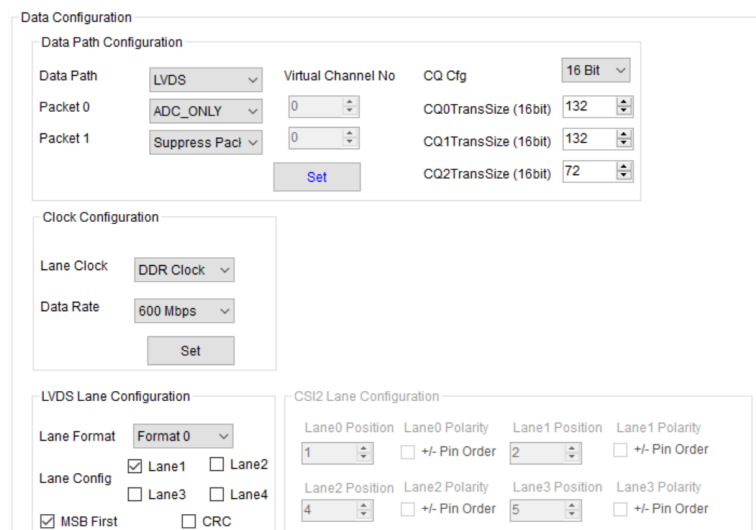 Data Configuration
Data Path Configuration
Data Path LVDS Virtual Channel No CQ Cfg 16 Bit
Packet 0 ADC_ONLY 0 CQ0TransSize (16bit) 132
Packet 1 Suppress Pack 0 CQ1TransSize (16bit) 132
Set CQ2TransSize (16bit) 72
Clock Configuration
Lane Clock DDR Clock
Data Rate 600 Mbps
Set
LVDS Lane Configuration
Lane Format Format 0
Lane Config Lane1 Lane2
Lane3 Lane4
MSB First CRC
CSI2 Lane Configuration
Lane0 Position Lane0 Polarity Lane1 Position Lane1 Polarity
1 +/- Pin Order 2 +/- Pin Order
Lane2 Position Lane2 Polarity Lane3 Position Lane3 Polarity
4 +/- Pin Order 5 +/- Pin Order